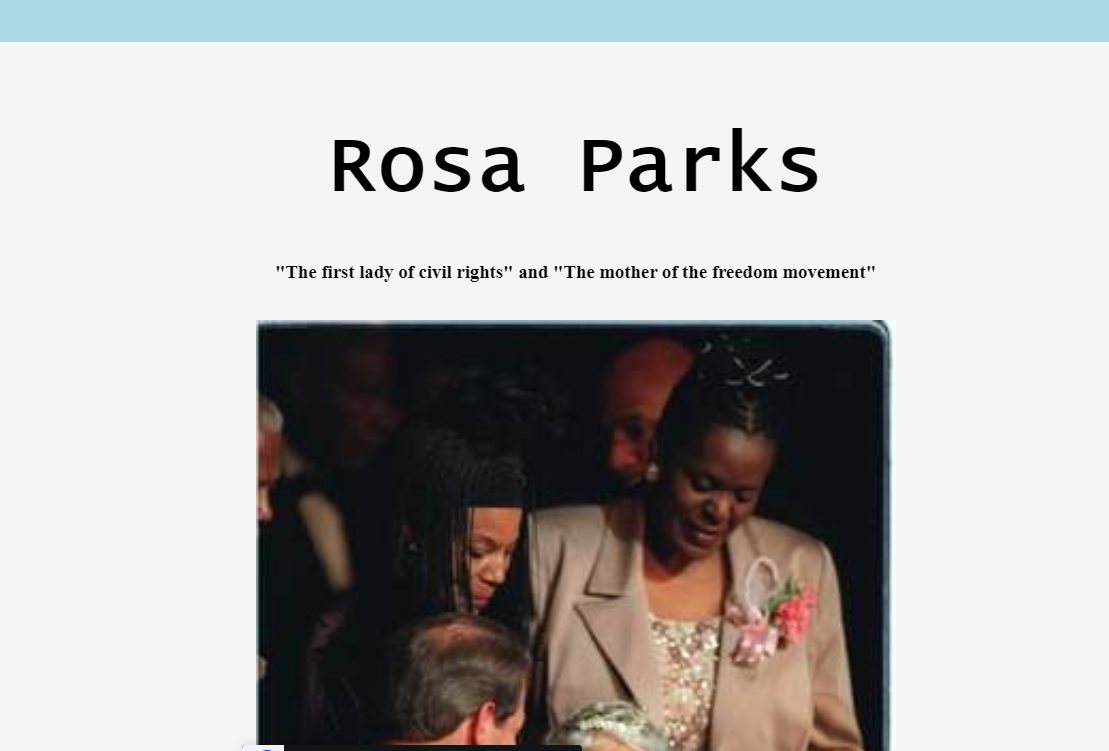 Rosa Parks
"The first lady of civil rights" and "The mother of the freedom movement"